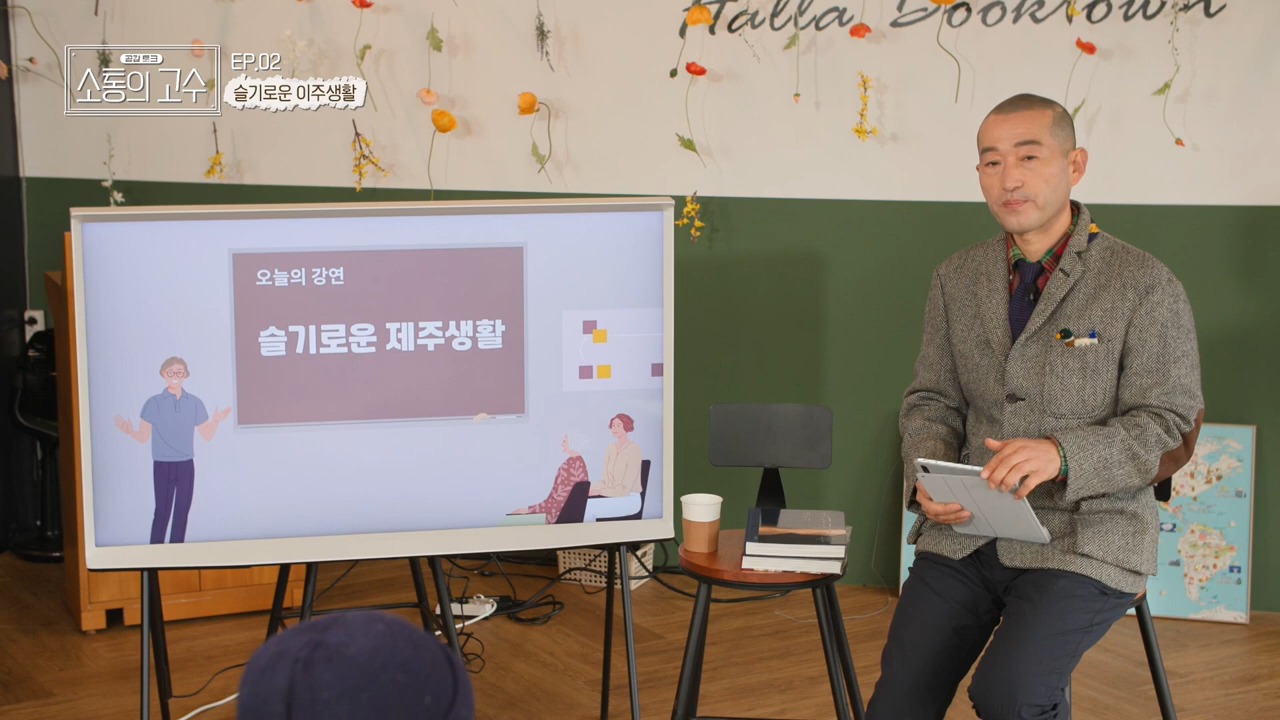 Halla Booktown
공감 토크
소통의 고수
EP.02
슬기로운 이주생활
오늘의 강연
슬기로운 제주생활